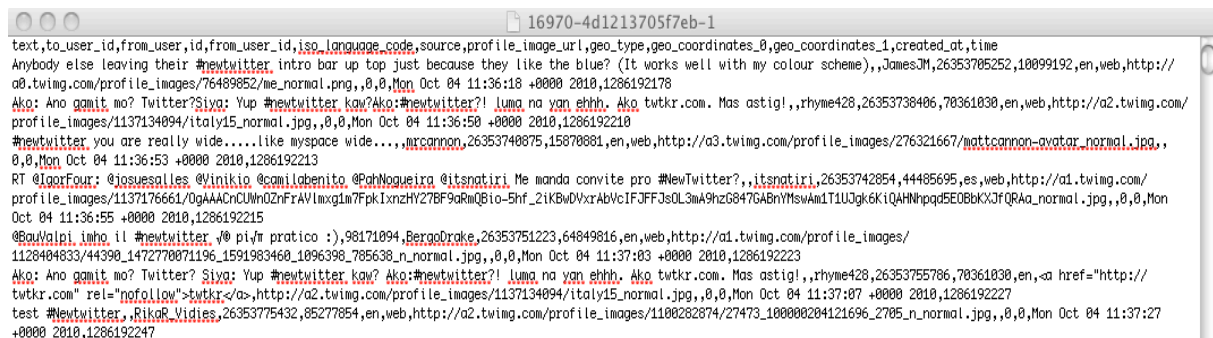 16970-4d1213705f7eb-1
text,to_user_id,from_user,id,from_user_id,iso_language_code,source,profile_image_url,geo_type,geo_coordinates_0,geo_coordinates_1,created_at,time
Anybody else leaving their #newtwitter intro bar up top just because they like the blue? (It works well with my colour scheme),,JamesJM,26353705252,10099192,en,web,http://
a0.twimg.com/profile_images/76489852/me_normal.png,,0,0,Mon Oct 04 11:36:18 +0000 2010,1286192178
Ako: Ano gamit mo? Twitter?Siya: Yup #newtwitter kaw?Ako:#newtwitter?! luma na yan ehhh. Ako twtkr.com. Mas astig!,,rhyme428,26353738406,70361030,en,web,http://a2.twimg.com/
profile_images/1137134094/italy15_normal.jpg,,0,0,Mon Oct 04 11:36:50 +0000 2010,1286192210
#newtwitter you are really wide.....like myspace wide...,,mrcannon,26353740875,15870881,en,web,http://a3.twimg.com/profile_images/276321667/mattcannon-avatar_normal.jpg,,
0,0,Mon Oct 04 11:36:53 +0000 2010,1286192213
RT @IgorFour: @josuesalles @Vinikio @camilabenito @PahNogueira @itsnatiri Me manda convite pro #NewTwitter?,,itsnatiri,26353742854,44485695,es,web,http://a1.twimg.com/
profile_images/1137176661/OgAAACnCUWnOZnFrAVlmxg1m7FpkIxnzHY27BF9aRmQBio-5hf_2iKBwDVxrAbVcIFJFFJsOL3mA9hzG847GABnYMswAm1T1UJgk6KiQAHNhpqd5EOBbKXJfQRAa_normal.jpg,,0,0,Mon
Oct 04 11:36:55 +0000 2010,1286192215
@BauValpi imho il #newtwitter √® pi√π pratico :),98171094,BergoDrake,26353751223,64849816,en,web,http://a1.twimg.com/profile_images/
1128404833/44390_1472770071196_1591983460_1096398_785638_n_normal.jpg,,0,0,Mon Oct 04 11:37:03 +0000 2010,1286192223
Ako: Ano gamit mo? Twitter? Siya: Yup #newtwitter kaw? Ako:#newtwitter?! luma na yan ehhh. Ako twtkr.com. Mas astig!,,rhyme428,26353755786,70361030,en,<a href="http://
twtkr.com" rel="nofollow">twtkr</a>,http://a2.twimg.com/profile_images/1137134094/italy15_normal.jpg,,0,0,Mon Oct 04 11:37:07 +0000 2010,1286192227
test #Newtwitter,,RikaR_Vidies,26353775432,85277854,en,web,http://a2.twimg.com/profile_images/1100282874/27473_100000204121696_2705_n_normal.jpg,,0,0,Mon Oct 04 11:37:27
+0000 2010,1286192247